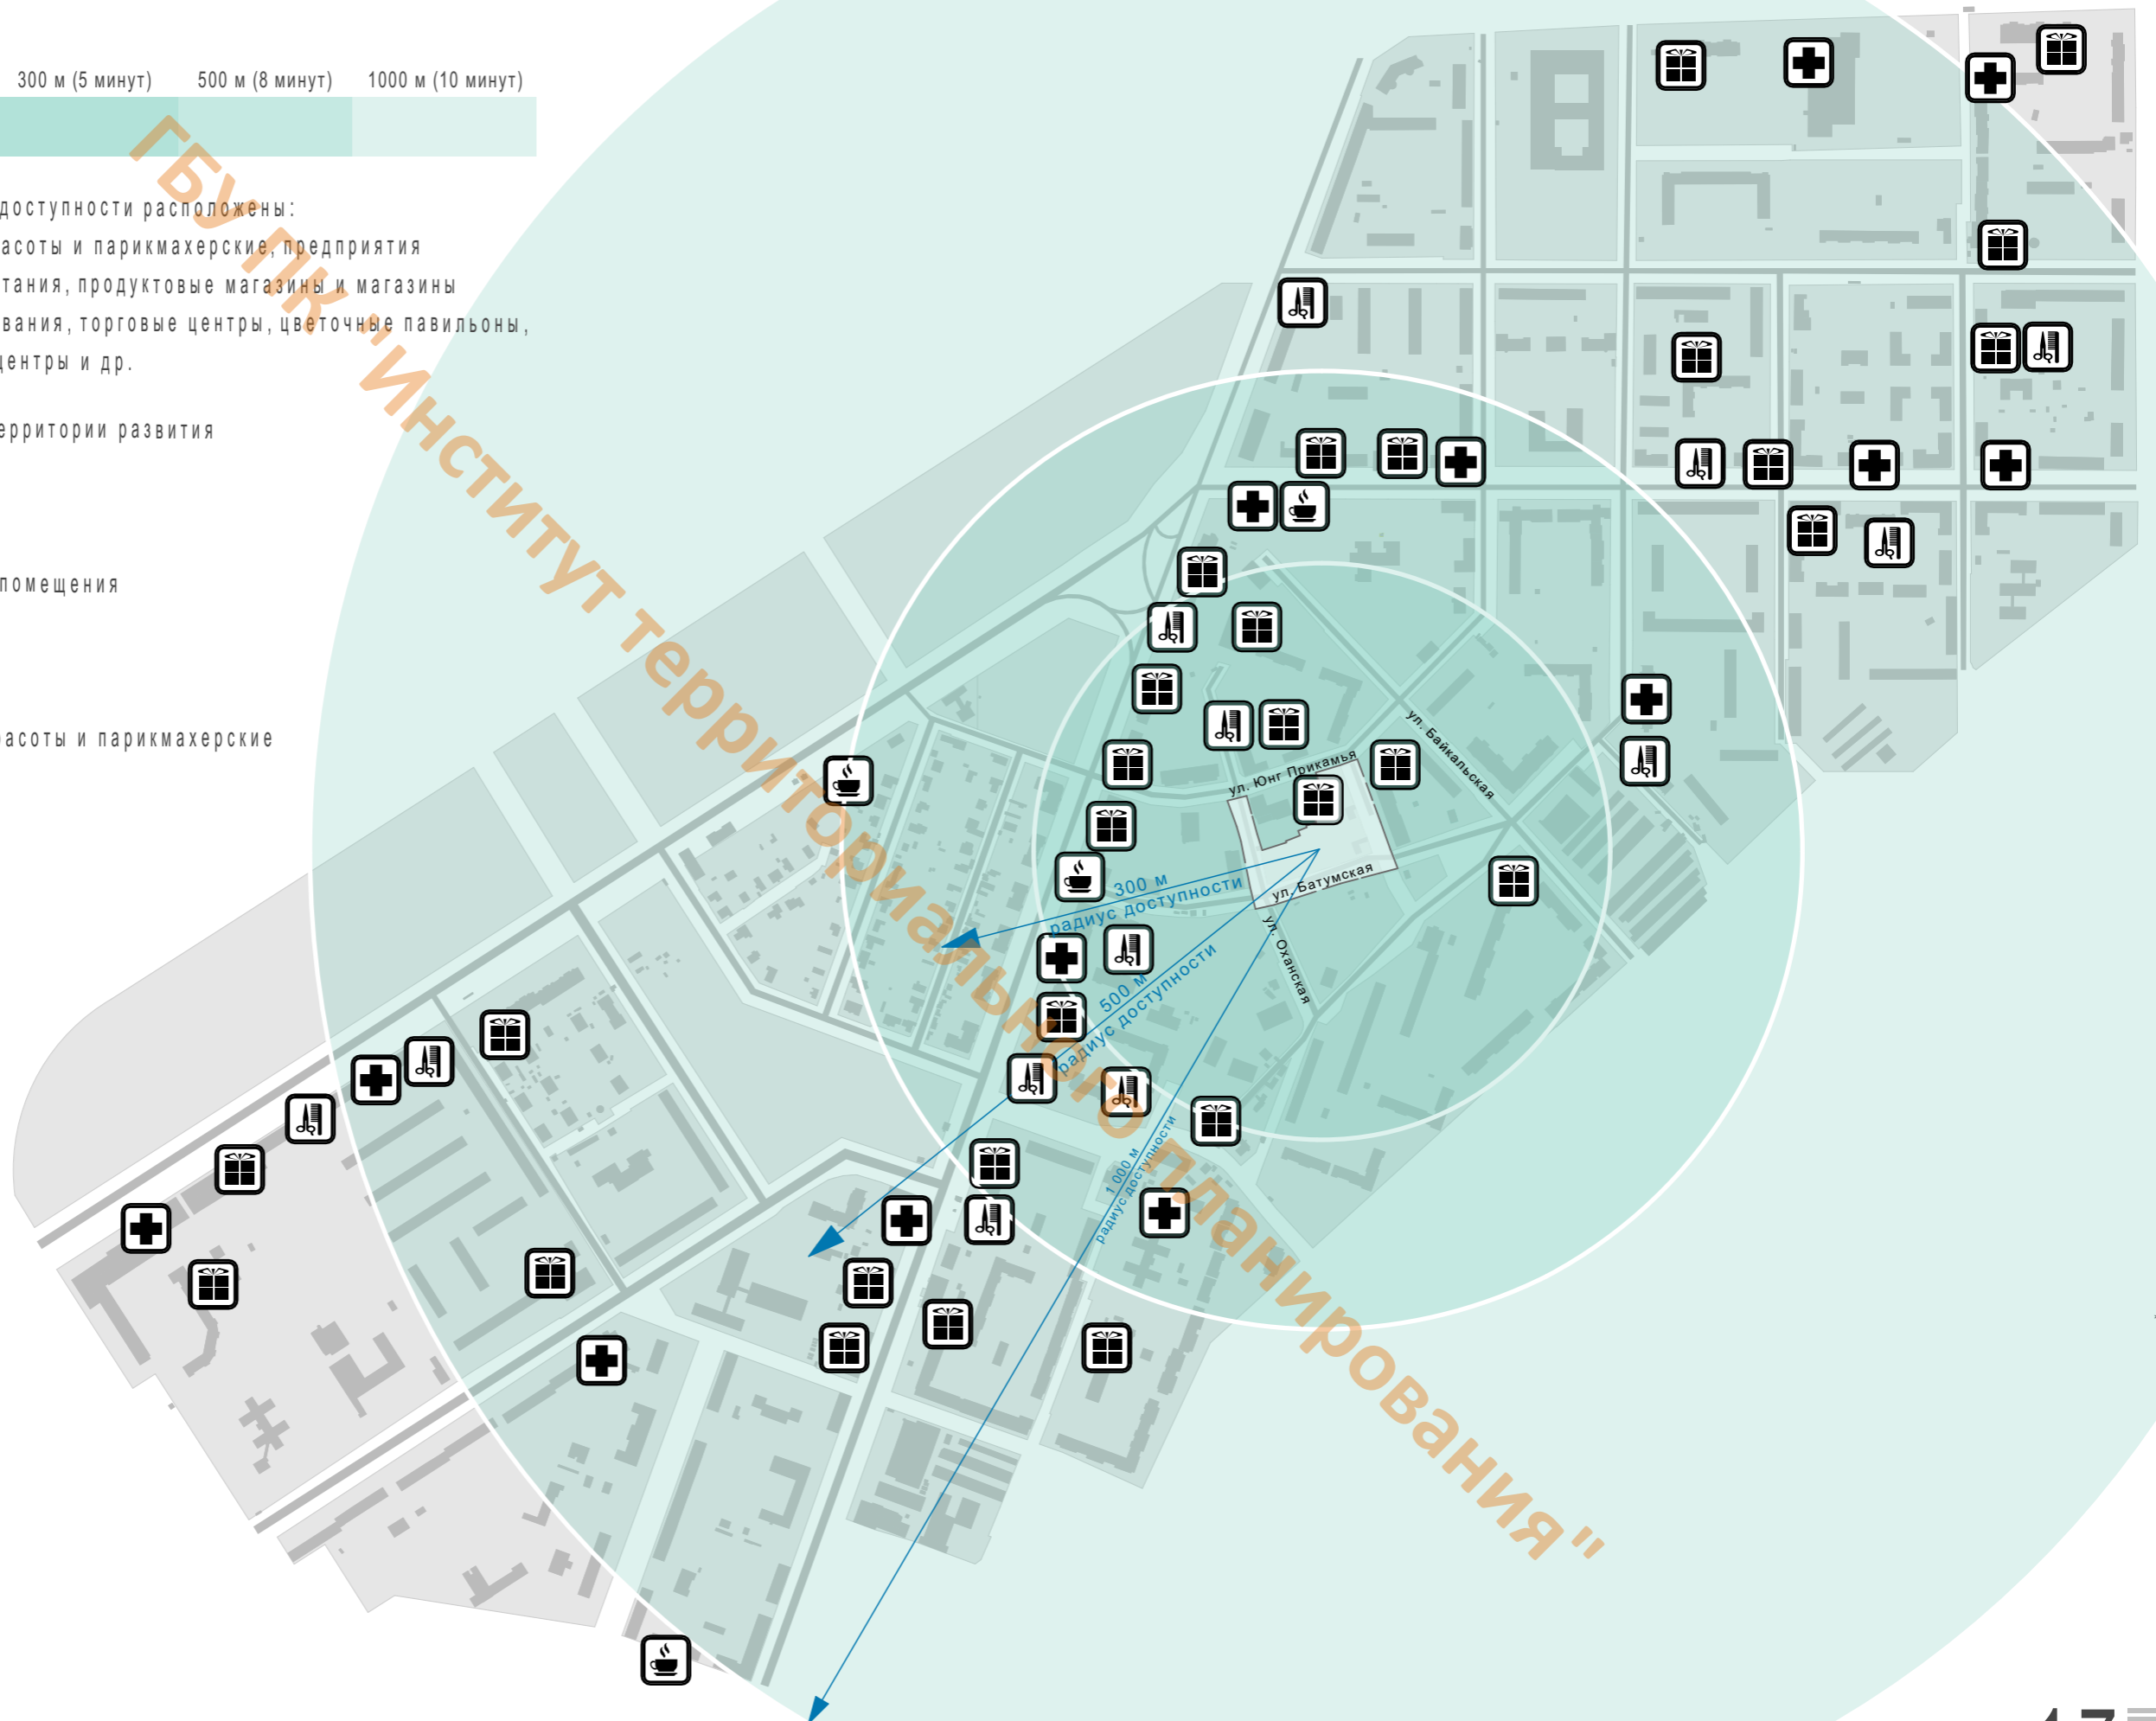 300 м (5 минут) 500 м (8 минут) 1000 м (10 минут)
доступности расположены:
асоты и парикмахерские, предприятия
тания, продуктовые магазины и магазины
вания, торговые центры, цветочные павильоны,
центры и др.
ерритории развития
помещения
расоты и парикмахерские
ГБУ ПК "Институт территориального планирования"
ул. Байкальская
ул. Юнг Прикамья
ул. Батумская
ул. Оханская
300 м
радиус доступности
500 м
радиус доступности
1 000 м
радиус доступности
17